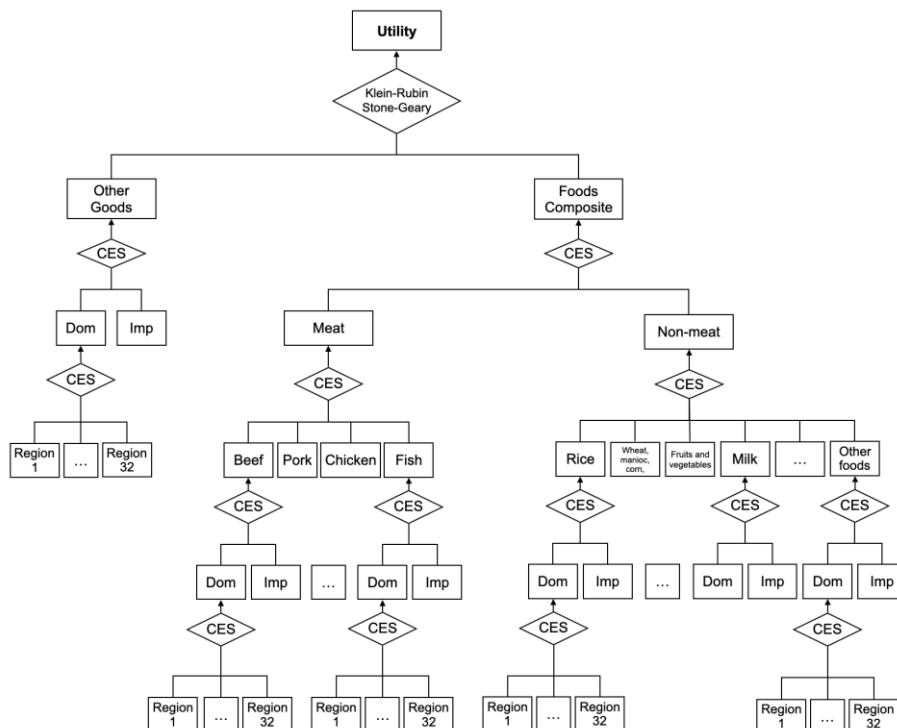 Utility
Klein-Rubin
Stone-Geary
Other
Goods
Foods
Composite
CES
CES
Dom
Imp
Meat
Non-meat
CES
CES
CES
Region
1
...
Region
32
Beef
Pork
Chicken
Fish
Rice
Wheat,
manioc,
corn,
Fruits and
vegetables
Milk
...
Other
foods
CES
CES
CES
CES
CES
Dom
Imp
...
Dom
Imp
Dom
Imp
...
Dom
Imp
Dom
Imp
CES
CES
CES
CES
Region
1
...
Region
32
Region
1
...
Region
32
Region
1
...
Region
32
Region
1
...
Region
32